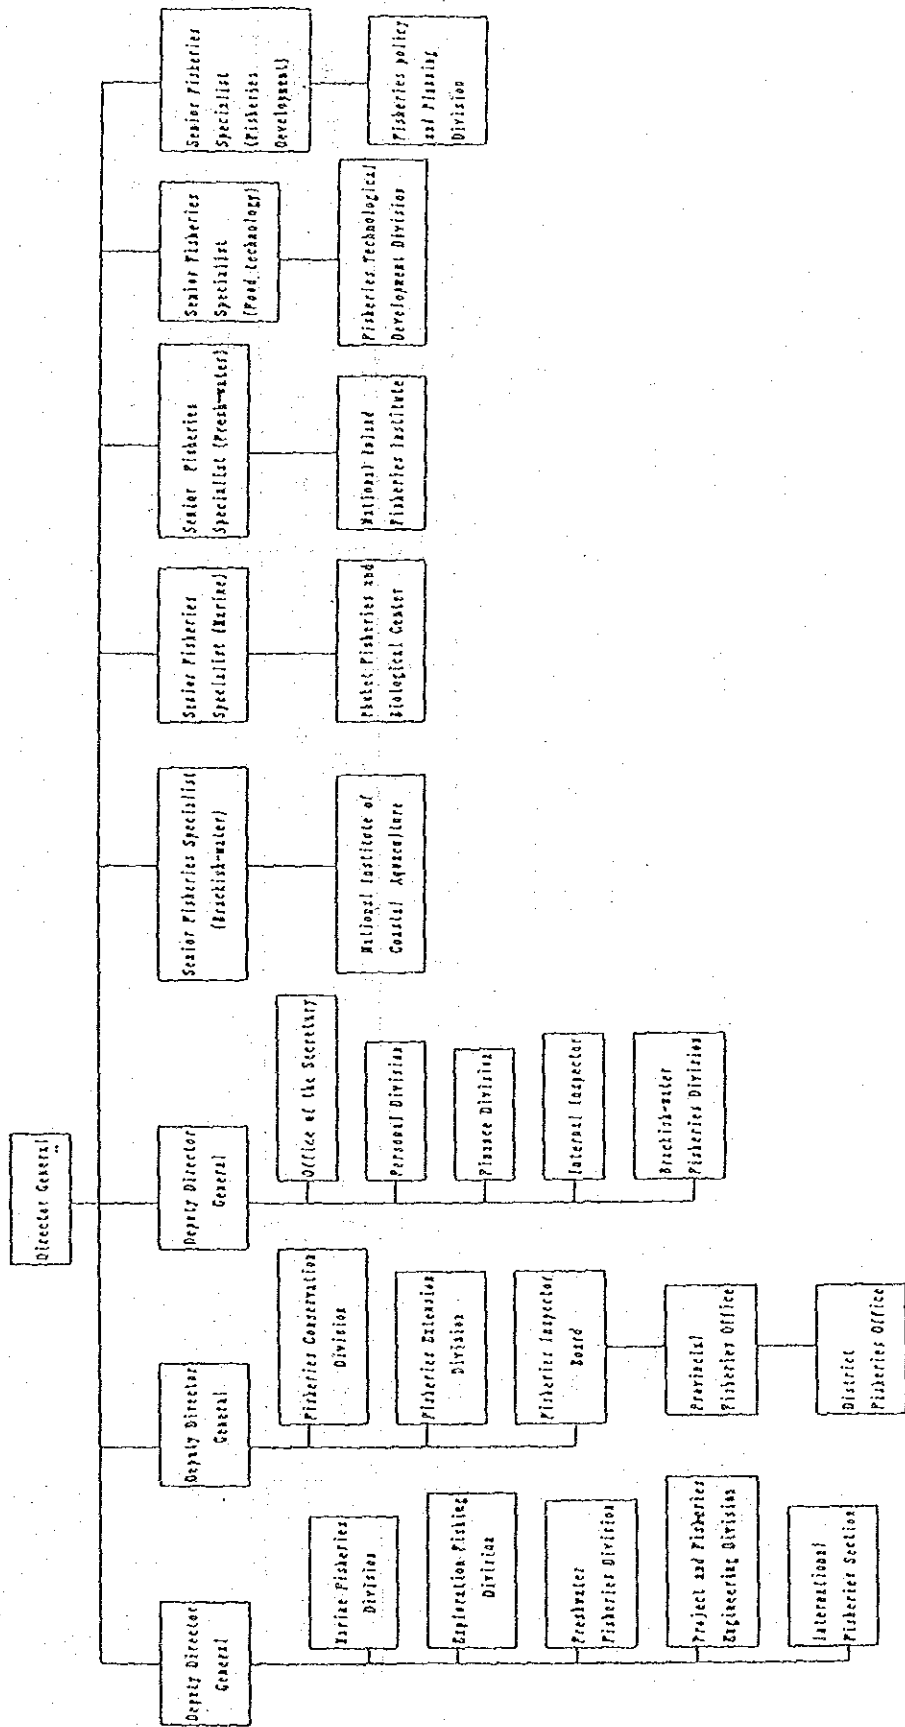 Director General
Deputy Director
General
Marine Fisheries
Division
Exploration Fishing
Division
Freshwater
Fisheries Division
Project and Fisheries
Engineering Division
International
Fisheries Section
Deputy Director
General
Fisheries Conservation
Division
Fisheries Extension
Division
Fisheries Inspector
Board
Provincial
Fisheries Office
District
Fisheries Office
Deputy Director
General
Office of the Secretary
Personal Division
Finance Division
Internal Inspector
Brackish-water
Fisheries Division
Senior Fisheries Specialist
(Brackish-water)
National Institute of
Coastal Aquaculture
Senior Fisheries
Specialist (Marine)
Phuket Fisheries and
Biological Center
Senior Fisheries
Specialist (Fresh-water)
National Inland
Fisheries Institute
Senior Fisheries
Specialist
(Food technology)
Fisheries Technological
Development Division
Senior Fisheries
Specialist
(Fisheries
Development)
Fisheries policy
and Planning
Division